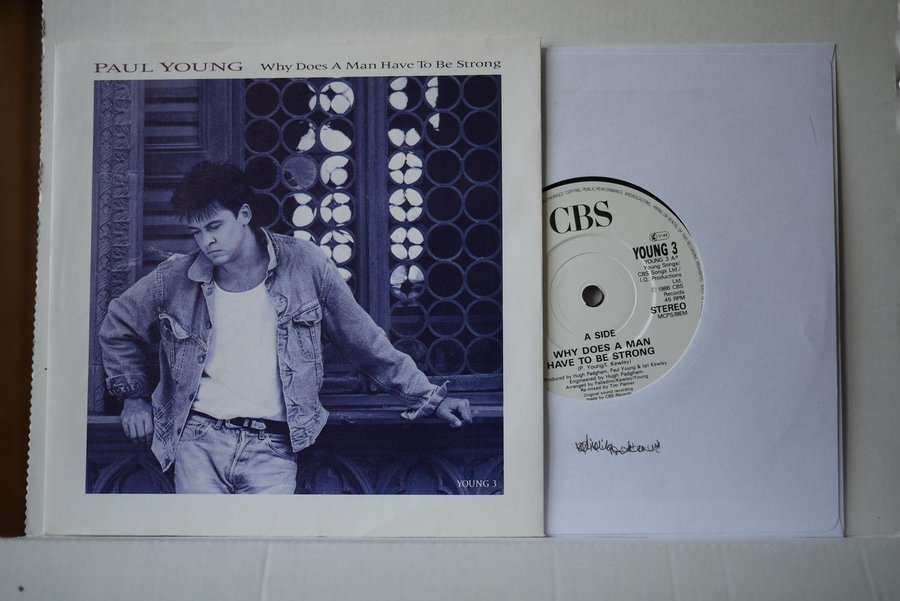 PAUL YOUNG Why Does A Man Have To Be Strong
YOUNG 3
CBS
YOUNG 3
YOUNG 3 A*
Young Songs/
CBS Songs Ltd./
I.Q. Productions
Ltd.
℗ 1986 CBS
Records
45 RPM
STEREO
MCPS/BIEM
A SIDE
WHY DOES A MAN
HAVE TO BE STRONG
(P. Young/I. Kewley)
Produced by Hugh Padgham, Paul Young & Ian Kewley
Engineered by Hugh Padgham
Arranged by Palladino/Kewley/Young
Re-mixed by Tim Palmer
Original sound recording
made by CBS Records